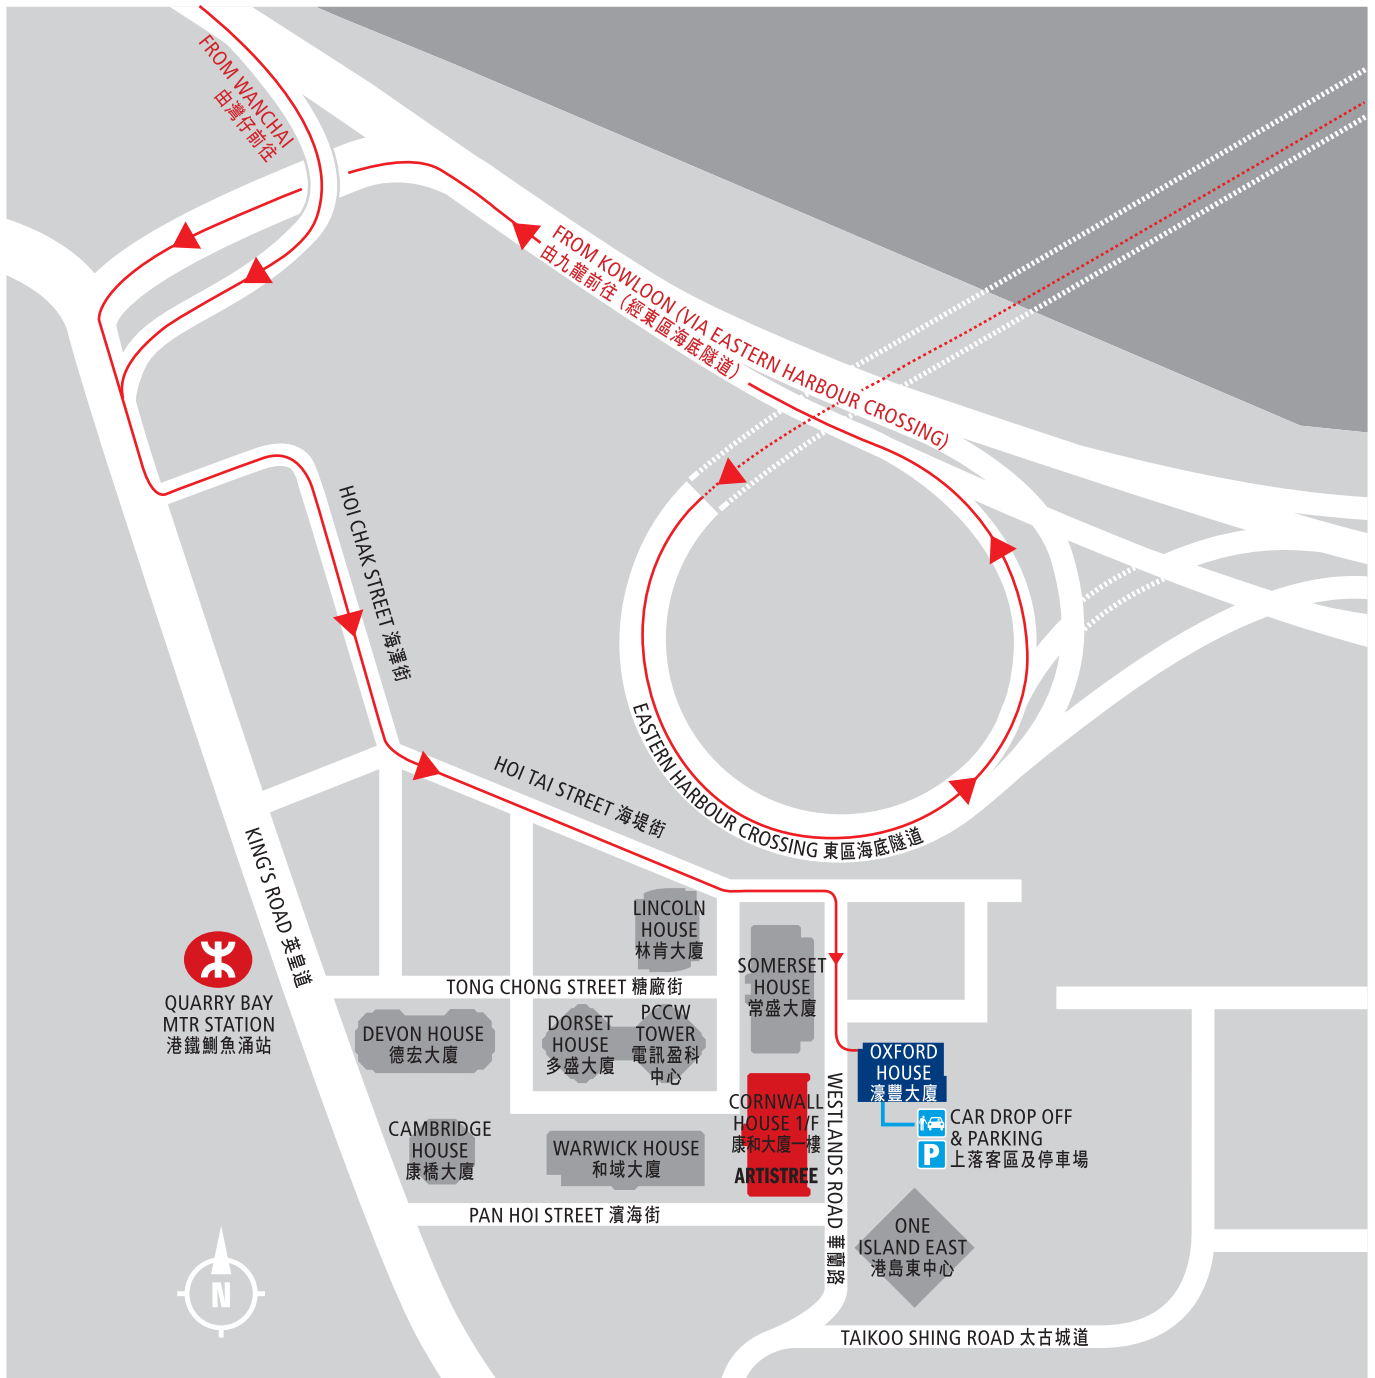 FROM WANCHAI
由灣仔前往
FROM KOWLOON (VIA EASTERN HARBOUR CROSSING)
由九龍前往 (經東區海底隧道)
HOI CHAK STREET 海澤街
EASTERN HARBOUR CROSSING 東區海底隧道
HOI TAI STREET 海堤街
KING'S ROAD 英皇道
LINCOLN
HOUSE
林肯大廈
QUARRY BAY
MTR STATION
港鐵鰂魚涌站
SOMERSET
HOUSE
常盛大廈
TONG CHONG STREET 糖廠街
DEVON HOUSE
德宏大廈
DORSET
HOUSE
多盛大廈
PCCW
TOWER
電訊盈科
中心
OXFORD
HOUSE
濠豐大廈
CAR DROP OFF
& PARKING
上落客區及停車場
P
CORNWALL
HOUSE 1/F
康和大廈一樓
ARTISTREE
WESTLANDS ROAD 華蘭路
CAMBRIDGE
HOUSE
康橋大廈
WARWICK HOUSE
和域大廈
PAN HOI STREET 濱海街
ONE
ISLAND EAST
港島東中心
N
TAIKOO SHING ROAD 太古城道